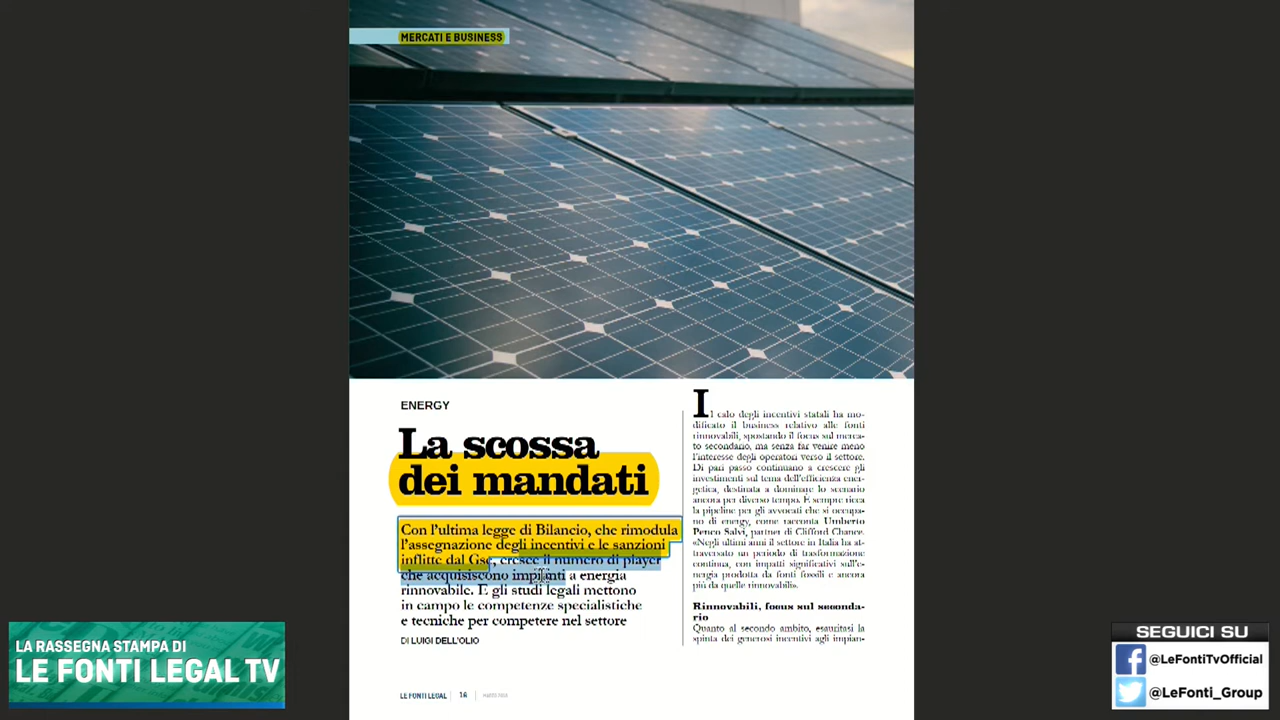 MERCATI E BUSINESS
ENERGY
La scossa
dei mandati
Con l'ultima legge di Bilancio, che rimodula
l'assegnazione degli incentivi e le sanzioni
inflitte dal Gse, cresce il numero di player
che acquisiscono impianti a energia
rinnovabile. E gli studi legali mettono
in campo le competenze specialistiche
e tecniche per competere nel settore
DI LUIGI DELL'OLIO
Il calo degli incentivi statali ha mo-
dificato il business relativo alle fonti
rinnovabili, spostando il focus sul merca-
to secondario, ma senza far venire meno
l'interesse degli operatori verso il settore.
Di pari passo continuano a crescere gli
investimenti sul tema dell'efficienza ener-
getica, destinata a dominare lo scenario
ancora per diverso tempo. E sempre ricca
la pipeline per gli avvocati che si occupa-
no di energy, come racconta Umberto
Penco Salvi, partner di Clifford Chance.
«Negli ultimi anni il settore in Italia ha at-
traversato un periodo di trasformazione
continua, con impatti significativi sull'e-
nergia prodotta da fonti fossili e ancora
più da quelle rinnovabili».
Rinnovabili, focus sul seconda-
rio
Quanto al secondo ambito, esauritasi la
spinta dei generosi incentivi agli impian-
LE FONTI LEGAL | 16 |
LA RASSEGNA STAMPA DI
LE FONTI LEGAL TV
SEGUICI SU
@LeFontiTvOfficial
@LeFonti_Group